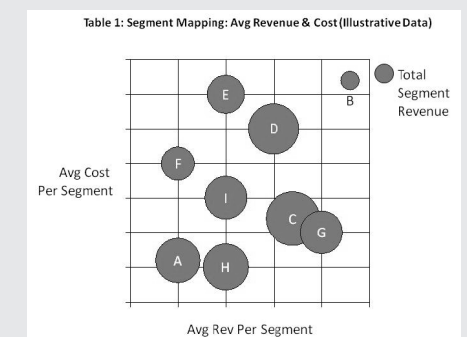 Table 1: Segment Mapping: Avg Revenue & Cost(Illustrative Data)
E
B
Total
Segment
Revenue
D
F
Avg Cost
Per Segment
I
C
G
A
H
Avg Rev Per Segment